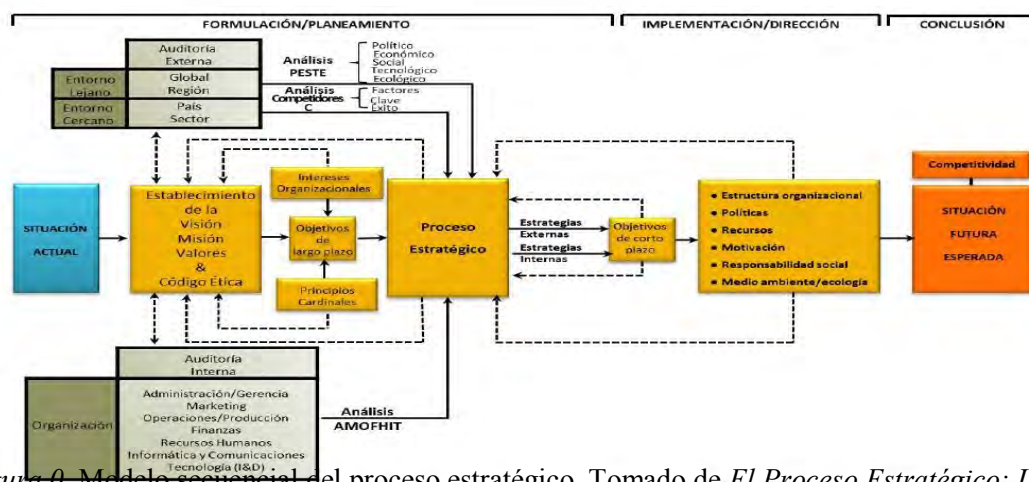 FORMULACIÓN/PLANEAMIENTO
IMPLEMENTACIÓN/DIRECCIÓN
CONCLUSIÓN
Auditoría
Externa
Entorno
Lejano
Global
Región
Entorno
Cercano
País
Sector
Análisis
PESTE
Político
Económico
Social
Tecnológico
Ecológico
Análisis
Competidores
C
Factores
Clave
Éxito
SITUACIÓN
ACTUAL
Establecimiento
de la
Visión
Misión
Valores
&
Código Ética
Intereses
Organizacionales
Objetivos
de
largo plazo
Principios
Cardinales
Proceso
Estratégico
Estrategias
Externas
Estrategias
Internas
Objetivos
de corto
plazo
• Estructura organizacional
• Políticas
• Recursos
• Motivación
• Responsabilidad social
• Medio ambiente/ecología
Competitividad
SITUACIÓN
FUTURA
ESPERADA
Auditoría
Interna
Organización
Administración/Gerencia
Marketing
Operaciones/Producción
Finanzas
Recursos Humanos
Informática y Comunicaciones
Tecnología (I&D)
Análisis
AMOFHIT
0. Modelo secuencial del proceso estratégico. Tomado de El Proceso Estratégico: